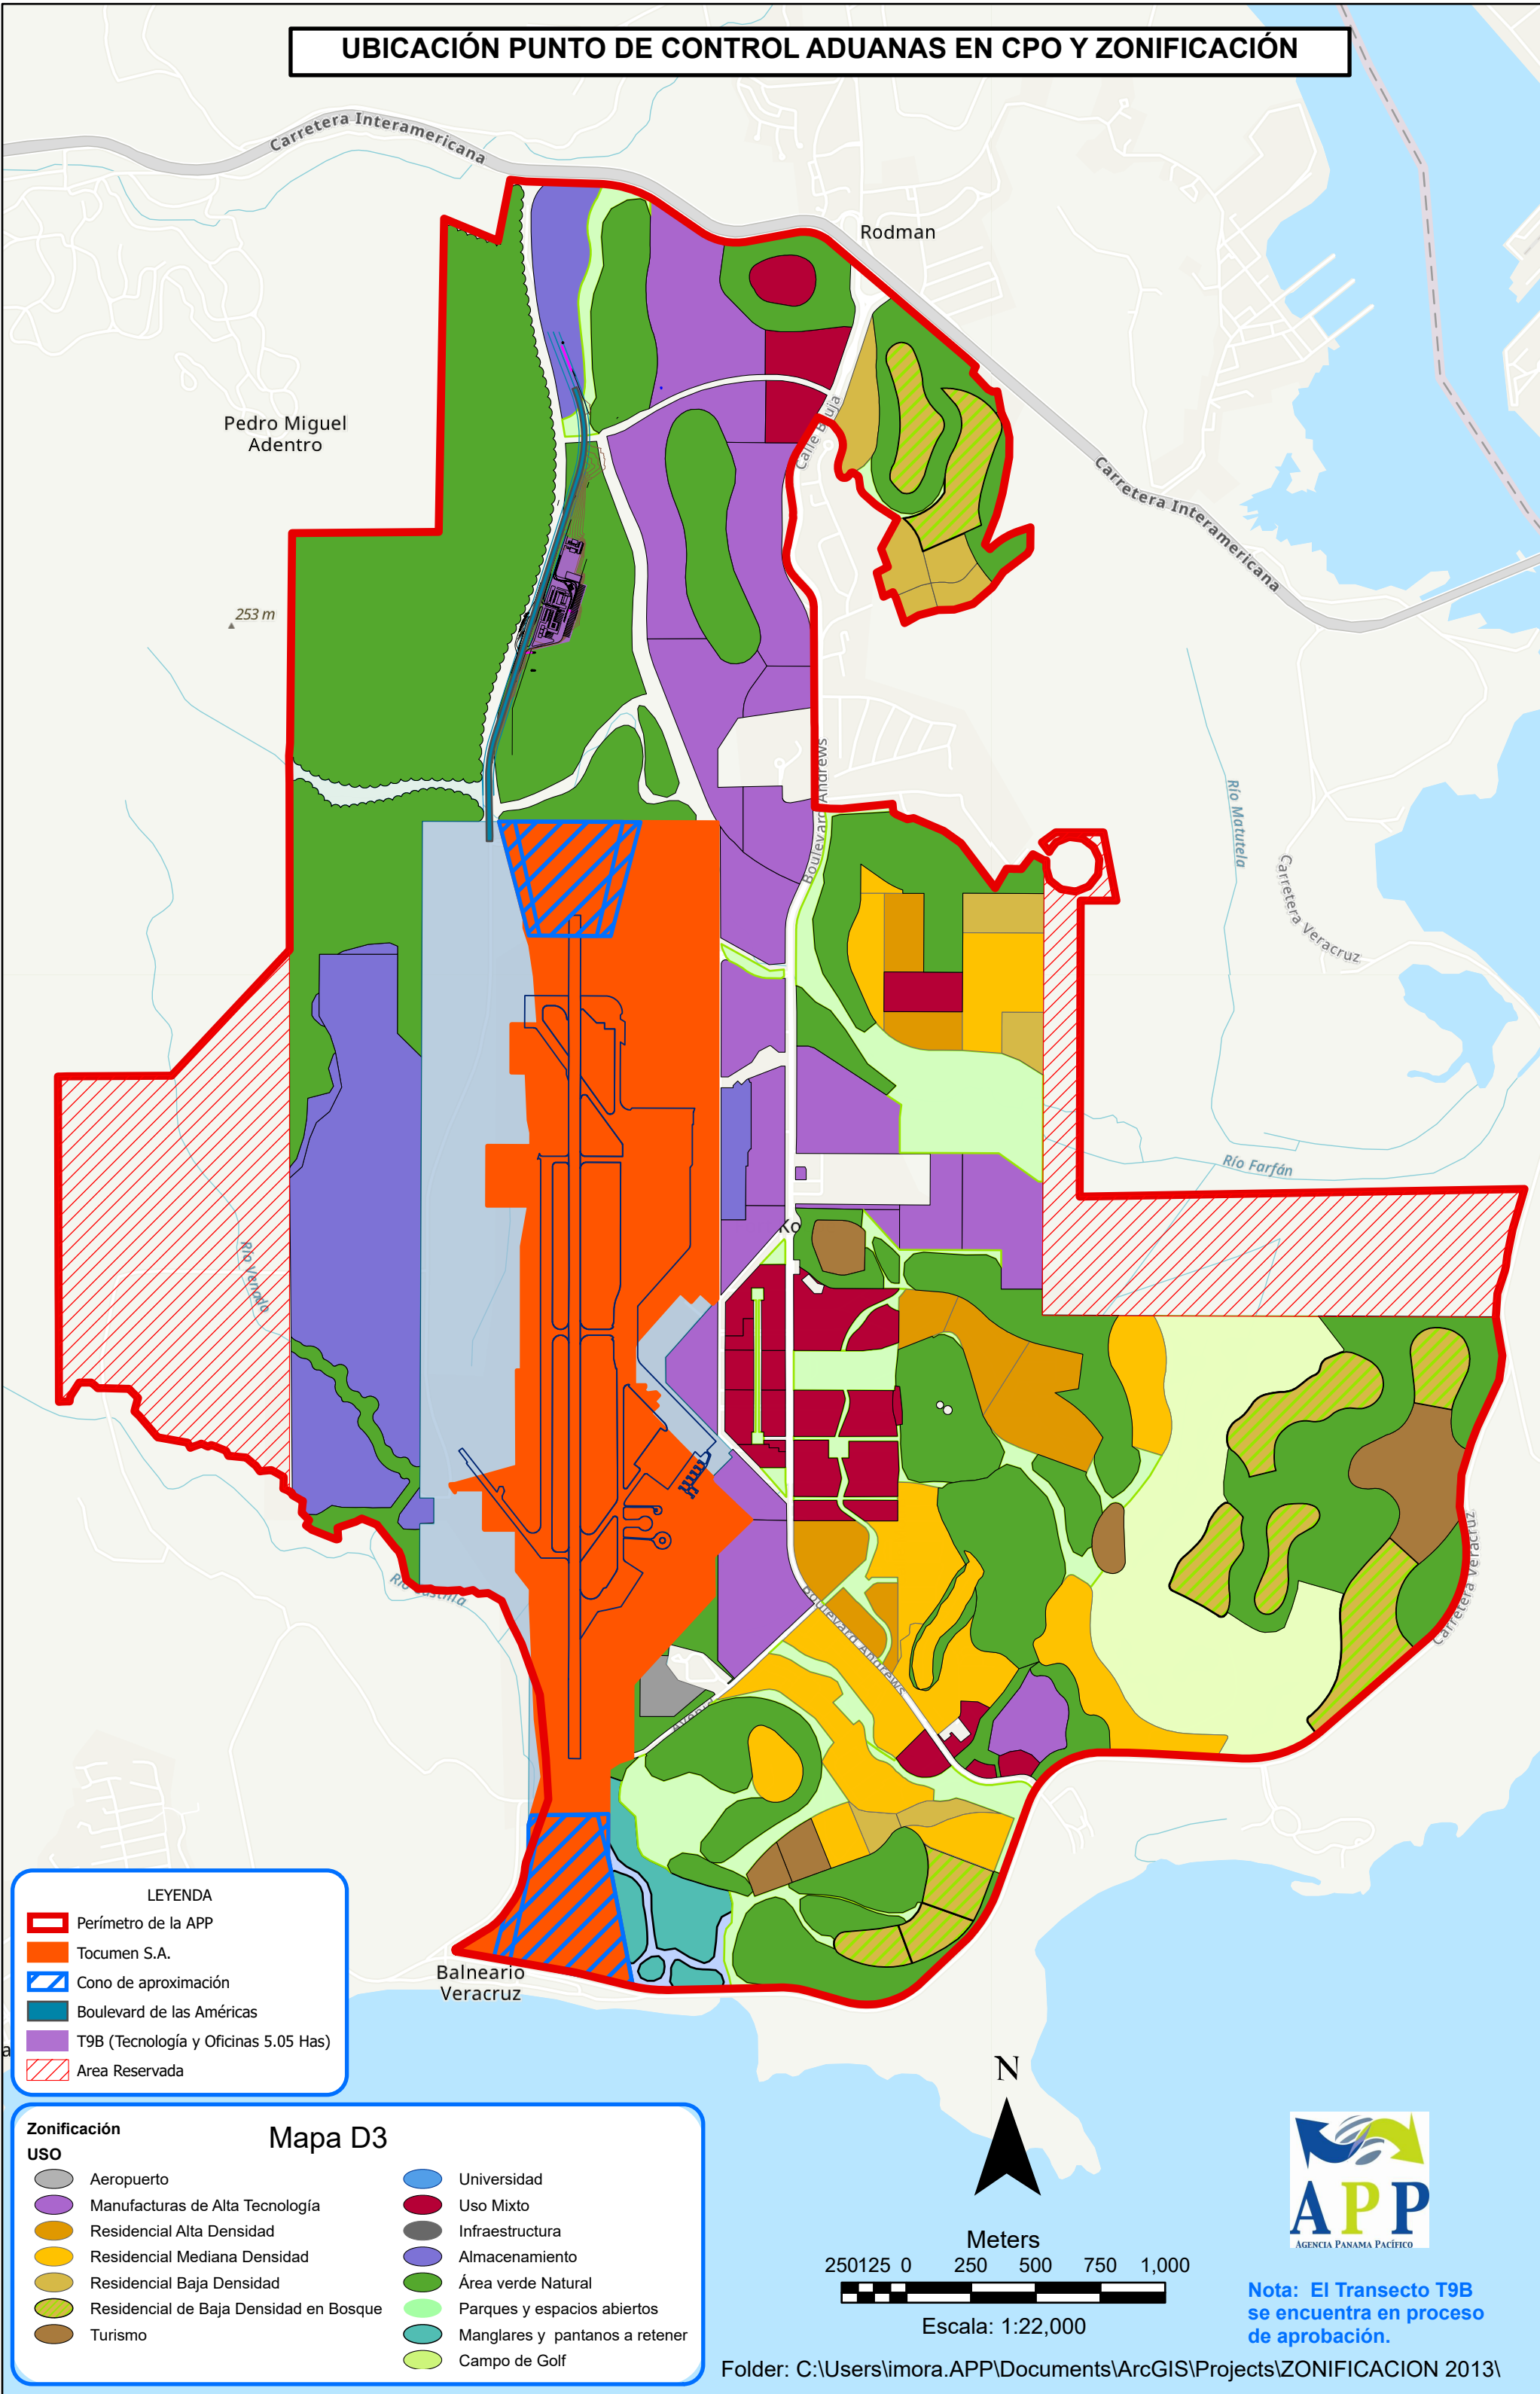 UBICACIÓN PUNTO DE CONTROL ADUANAS EN CPO Y ZONIFICACIÓN
Carretera Interamericana
Rodman
Pedro Miguel
Adentro
Carretera Interamericana
253 m
Boulevard Andrews
Río Matutela
Carretera Veracruz
Río Farfán
Ko
Río Venado
Carretera Veracruz
Boulevard Andrews
Balneario
Veracruz
a
LEYENDA
Perímetro de la APP
Tocumen S.A.
Cono de aproximación
Boulevard de las Américas
T9B (Tecnología y Oficinas 5.05 Has)
Area Reservada
Zonificación
Mapa D3
USO
Aeropuerto
Manufacturas de Alta Tecnología
Residencial Alta Densidad
Residencial Mediana Densidad
Residencial Baja Densidad
Residencial de Baja Densidad en Bosque
Turismo
Universidad
Uso Mixto
Infraestructura
Almacenamiento
Área verde Natural
Parques y espacios abiertos
Manglares y pantanos a retener
Campo de Golf
N
Meters
250125 0 250 500 750 1,000
Escala: 1:22,000
APP
AGENCIA PANAMA PACÍFICO
Nota: El Transecto T9B
se encuentra en proceso
de aprobación.
Folder: C:\Users\imora.APP\Documents\ArcGIS\Projects\ZONIFICACION 2013\